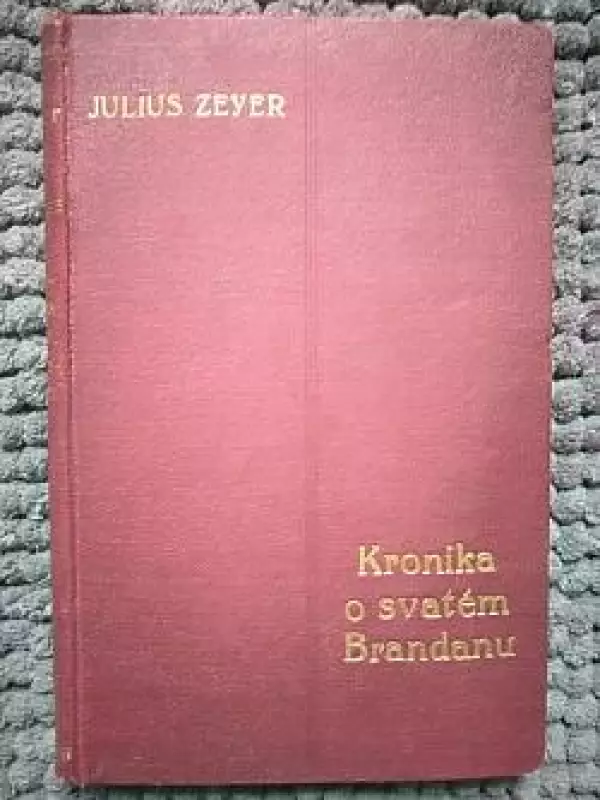 JULIUS ZEYER
Kronika
o svatém
Brandanu